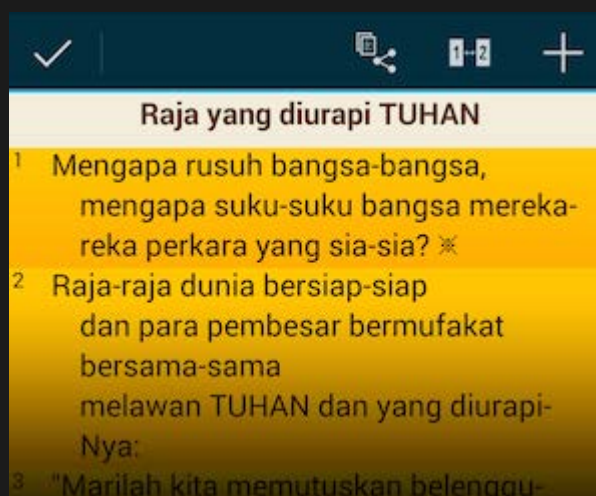 1--2
Raja yang diurapi TUHAN
1 Mengapa rusuh bangsa-bangsa,
mengapa suku-suku bangsa mereka-
reka perkara yang sia-sia? ※
2 Raja-raja dunia bersiap-siap
dan para pembesar bermufakat
bersama-sama
melawan TUHAN dan yang diurapi-
Nya:
3 "Marilah kita memutuskan belenggu-